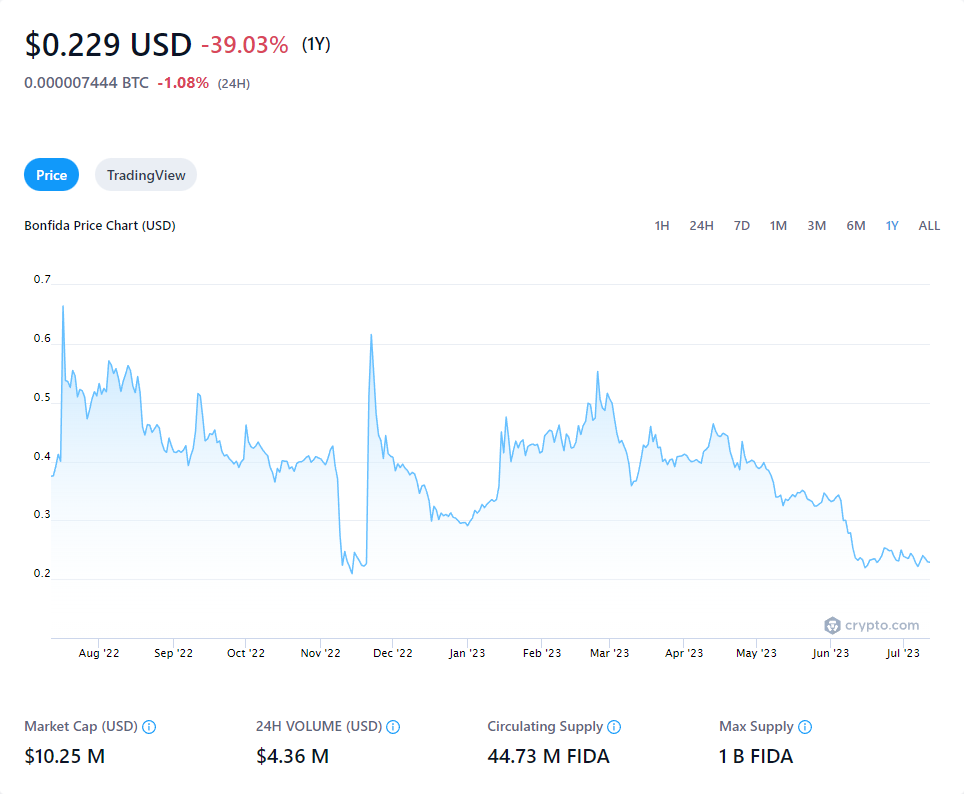 $0.229 USD -39.03% (1Y)
0.000007444 BTC -1.08% (24H)
Price TradingView
Bonfida Price Chart (USD) 1H 24H 7D 1M 3M 6M 1Y ALL
0.7
0.6
0.5
0.4
0.3
0.2
crypto.com
Aug '22 Sep '22 Oct '22 Nov '22 Dec '22 Jan '23 Feb '23 Mar '23 Apr '23 May '23 Jun '23 Jul '23
Market Cap (USD) 24H VOLUME (USD) Circulating Supply Max Supply
$10.25 M $4.36 M 44.73 M FIDA 1 B FIDA